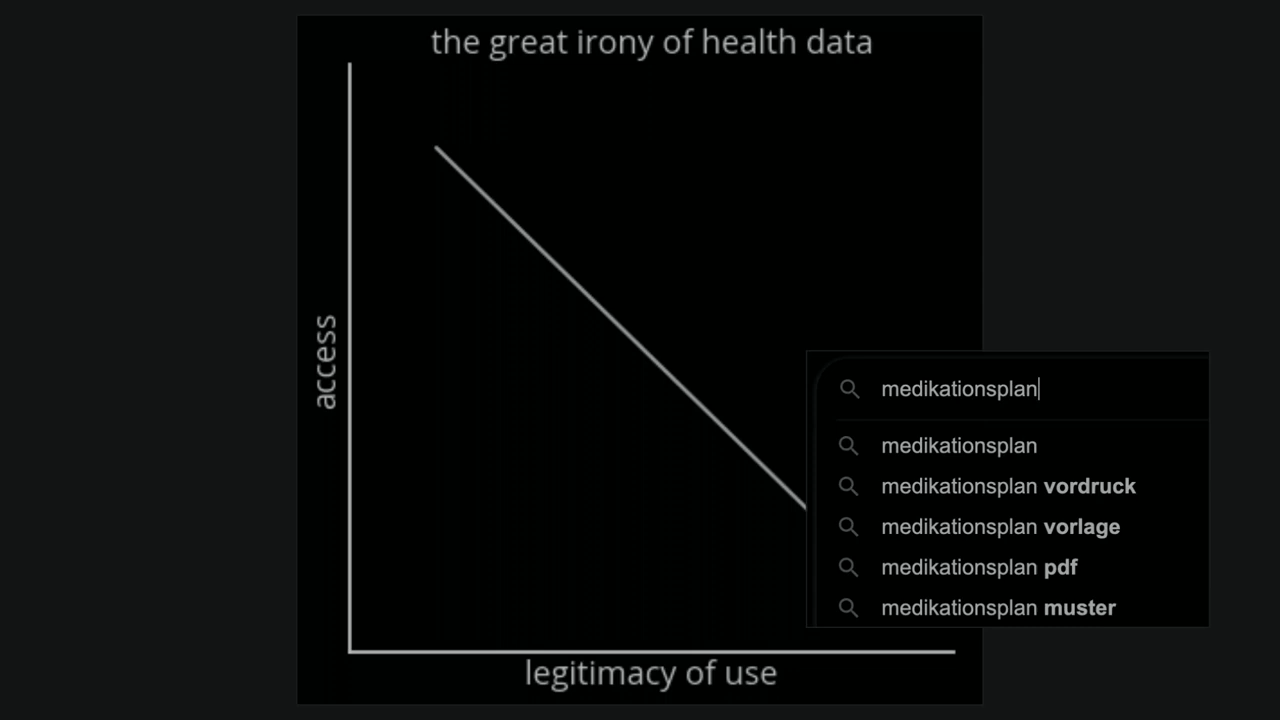 the great irony of health data
access
medikationsplan
medikationsplan
medikationsplan vordruck
medikationsplan vorlage
medikationsplan pdf
medikationsplan muster
legitimacy of use